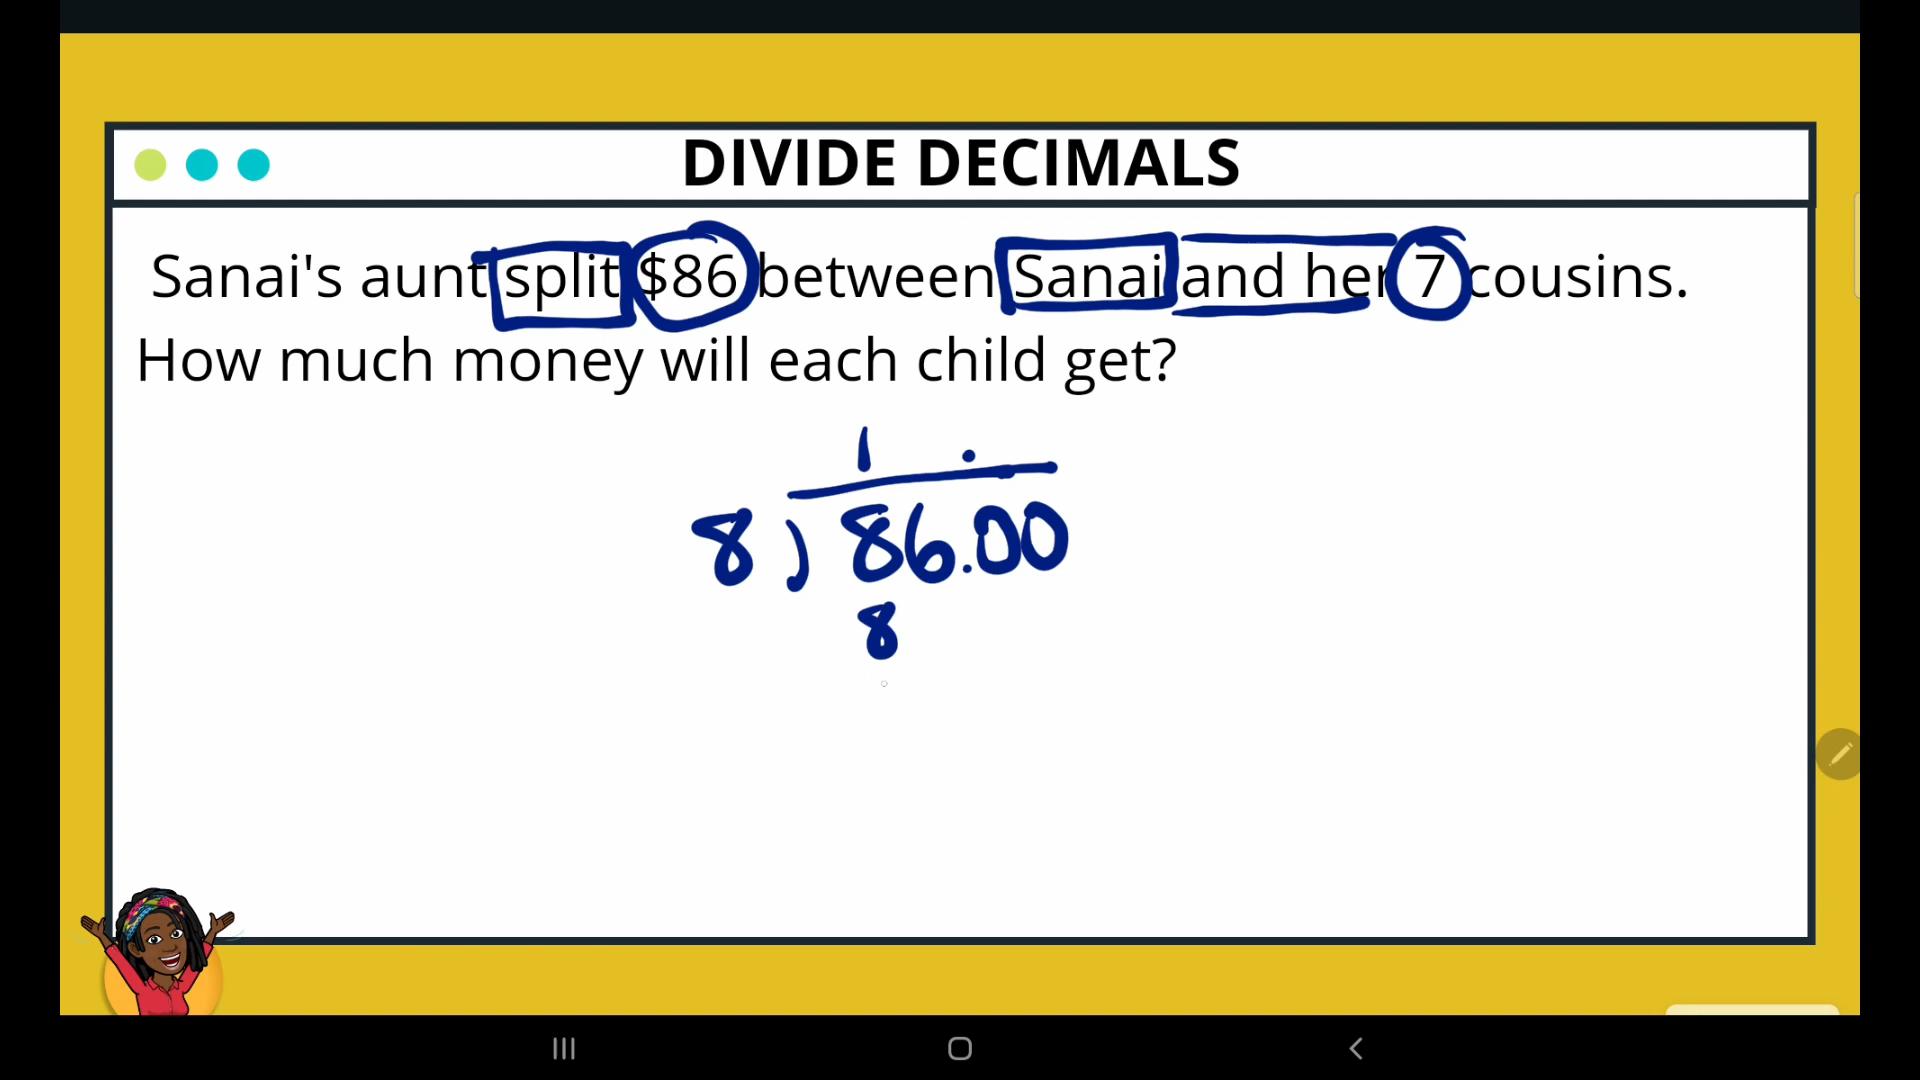 DIVIDE DECIMALS
Sanai's aunt split $86 between Sanai and her 7 cousins.
How much money will each child get?
1 .
8 ) 86.00
8